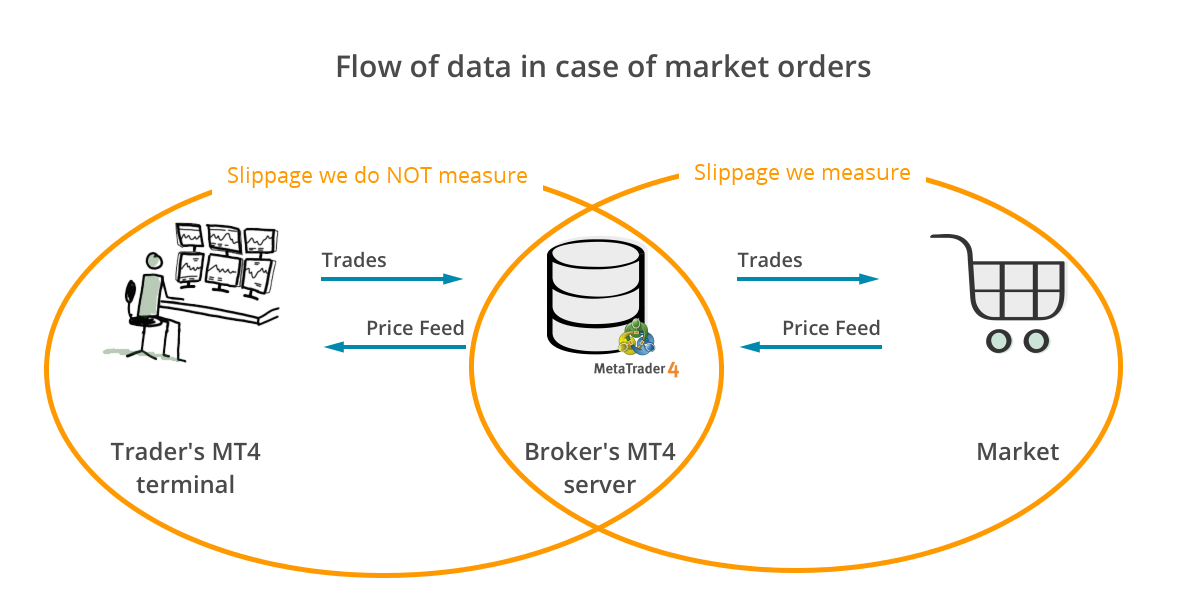 Flow of data in case of market orders
Slippage we do NOT measure
Slippage we measure
Trades
Price Feed
MetaTrader 4
Trades
Price Feed
Trader's MT4
terminal
Broker's MT4
server
Market